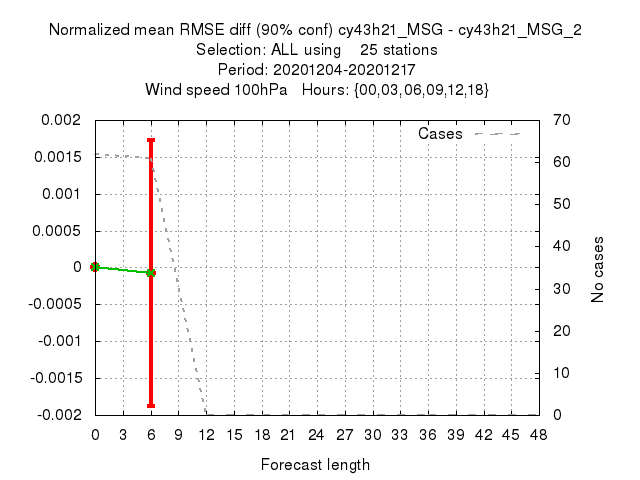 Normalized mean RMSE diff (90% conf) cy43h21_MSG - cy43h21_MSG_2
Selection: ALL using    25 stations
Period: 20201204-20201217
Wind speed 100hPa   Hours: {00,03,06,09,12,18}
Cases
0.002
0.0015
0.001
0.0005
0
-0.0005
-0.001
-0.0015
-0.002
70
60
50
40
30
20
10
0
No cases
0 3 6 9 12 15 18 21 24 27 30 33 36 39 42 45 48
Forecast length